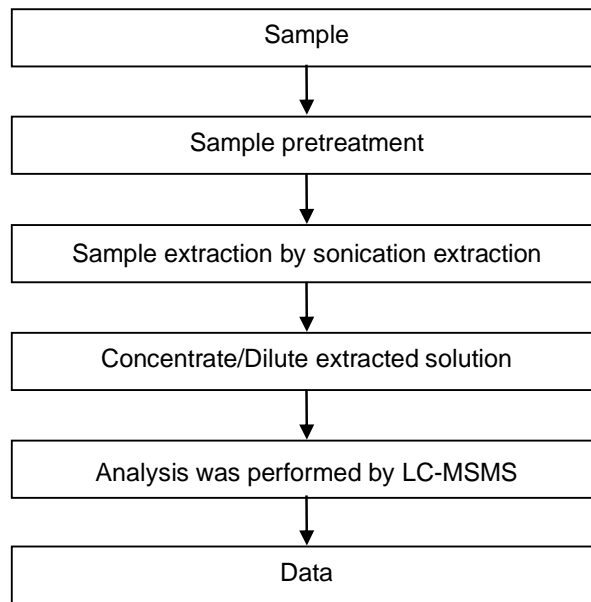 Sample
Sample pretreatment
Sample extraction by sonication extraction
Concentrate/Dilute extracted solution
Analysis was performed by LC-MSMS
Data